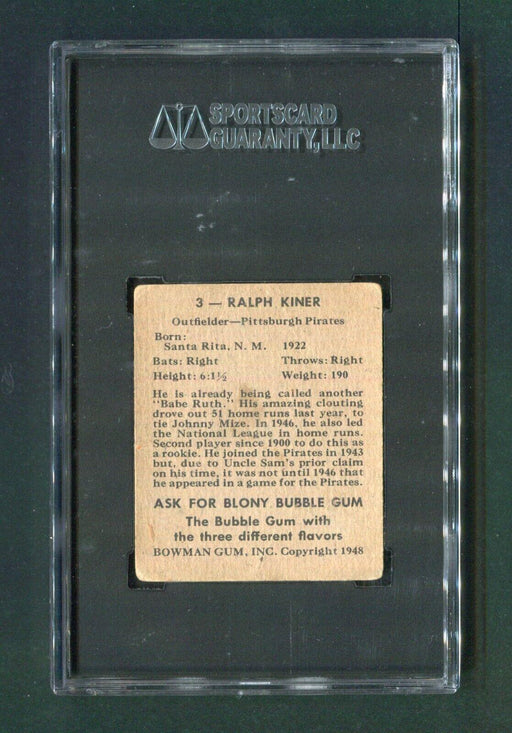 SPORTSCARD
GUARANTY, LLC
3 — RALPH KINER
Outfielder—Pittsburgh Pirates
Born:
Santa Rita, N. M. 1922
Bats: Right Throws: Right
Height: 6:1½ Weight: 190
He is already being called another
"Babe Ruth." His amazing clouting
drove out 51 home runs last year, to
tie Johnny Mize. In 1946, he also led
the National League in home runs.
Second player since 1900 to do this as
a rookie. He joined the Pirates in 1943
but, due to Uncle Sam's prior claim
on his time, it was not until 1946 that
he appeared in a game for the Pirates.
ASK FOR BLONY BUBBLE GUM
The Bubble Gum with
the three different flavors
BOWMAN GUM, INC. Copyright 1948